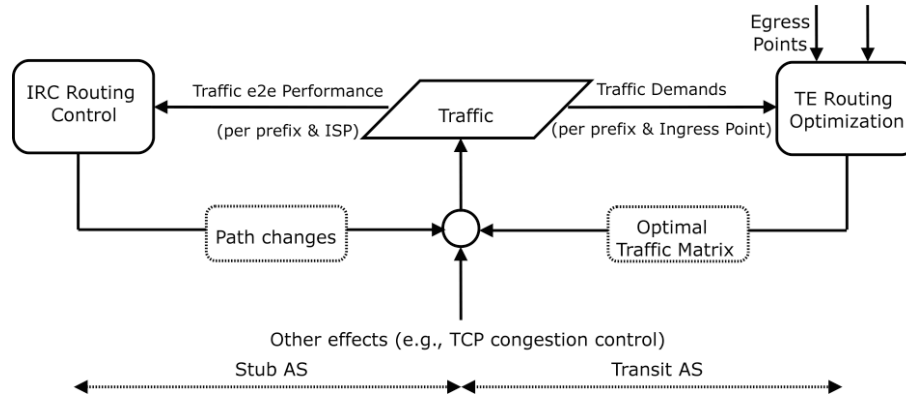 Egress
Points
IRC Routing
Control
Traffic e2e Performance
(per prefix & ISP)
Traffic
Traffic Demands
(per prefix & Ingress Point)
TE Routing
Optimization
Path changes
Optimal
Traffic Matrix
Other effects (e.g., TCP congestion control)
Stub AS
Transit AS